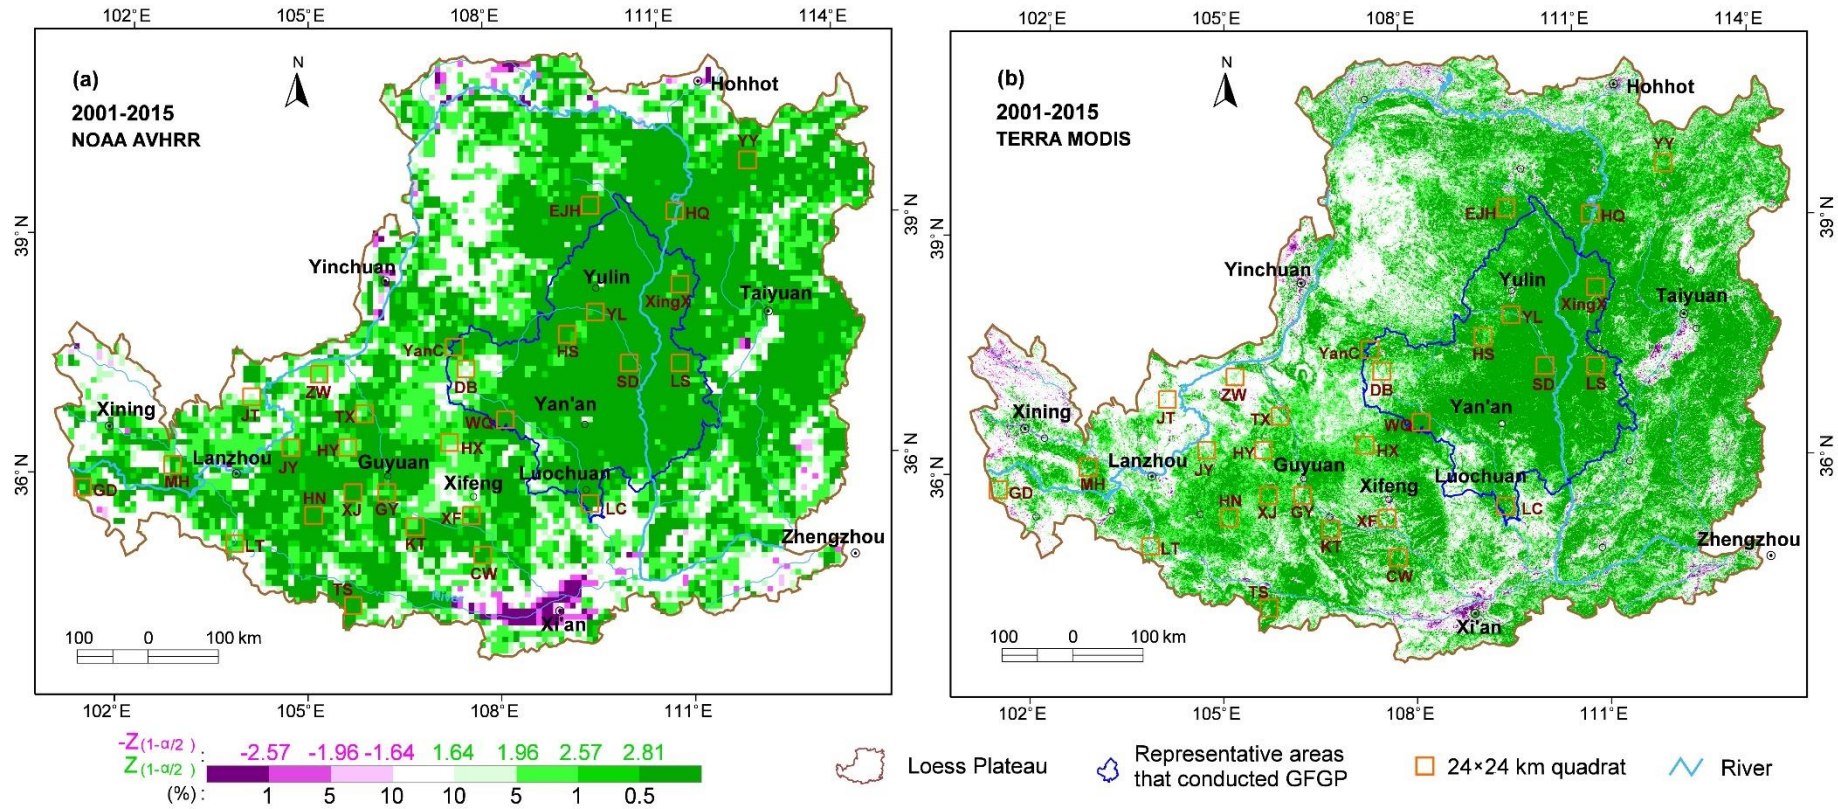 102°E 105°E 108°E 111°E 114°E
(a)
2001-2015
NOAA AVHRR
N
Hohhot
YY
EJH
HQ
39° N
39° N
Yinchuan
Yulin
XingX
Taiyuan
YL
HS
YanC
DB
SD
LS
ZW
JT
Xining
TX
Yan'an
WQ
HX
HY
JY
Lanzhou
Guyuan
MH
GD
Luochuan
Xifeng
HN
XJ
GY
XF
LC
36° N
36° N
KT
LT
CW
Zhengzhou
TS
River
Xi'an
100 0 100 km
102°E 105°E 108°E 111°E
102°E 105°E 108°E 111°E 114°E
(b)
2001-2015
TERRA MODIS
N
Hohhot
YY
EJH
HQ
39° N
39° N
Yinchuan
Yulin
XingX
Taiyuan
YL
HS
YanC
DB
SD
LS
ZW
JT
Xining
TX
Yan'an
WQ
HX
HY
JY
Lanzhou
Guyuan
MH
GD
Luochuan
Xifeng
HN
XJ
GY
XF
LC
36° N
36° N
KT
LT
CW
Zhengzhou
TS
Xi'an
100 0 100 km
102°E 105°E 108°E 111°E
-Z(1-α/2) : -2.57 -1.96 -1.64 1.64 1.96 2.57 2.81
Z(1-α/2)
(%) : 1 5 10 10 5 1 0.5
Loess Plateau
Representative areas
that conducted GFGP
24×24 km quadrat
River